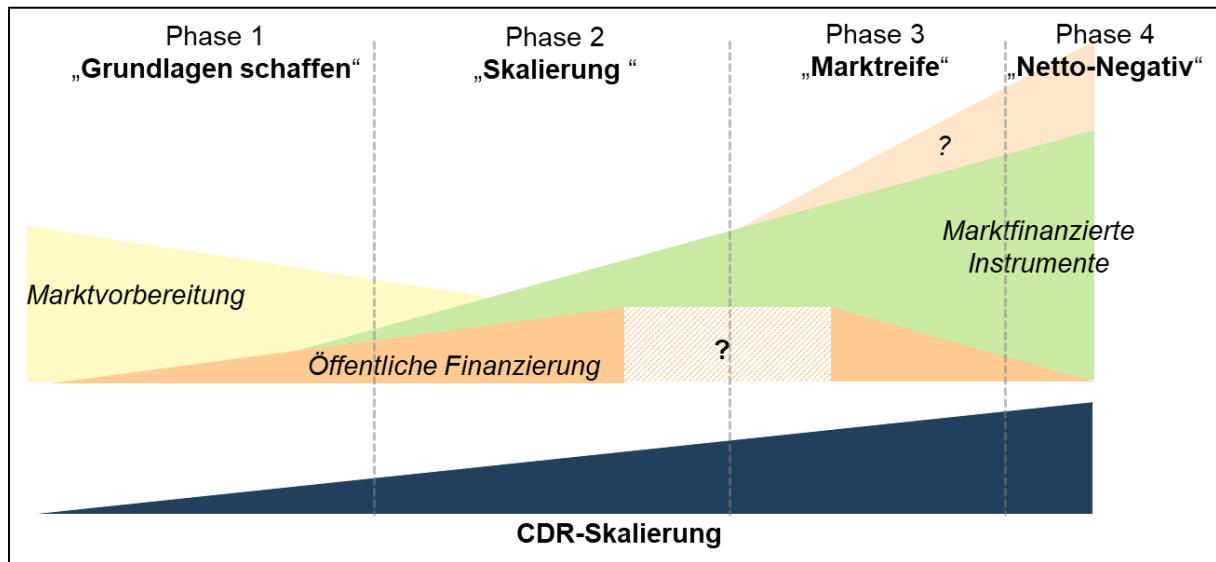 Phase 1
„Grundlagen schaffen“
Phase 2
„Skalierung “
Phase 3
„Marktreife“
Phase 4
„Netto-Negativ“
?
Marktfinanzierte
Instrumente
Marktvorbereitung
Öffentliche Finanzierung
?
CDR-Skalierung